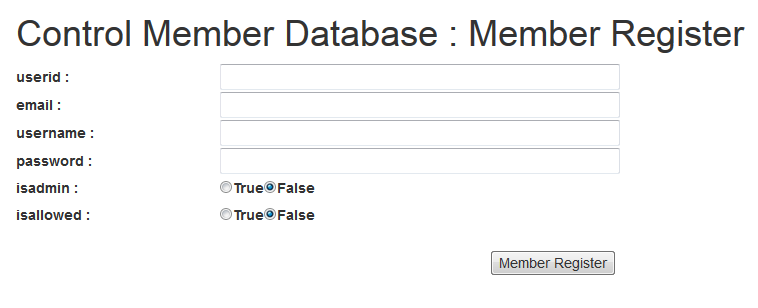 Control Member Database : Member Register
userid :
email :
username :
password :
isadmin : True False
isallowed : True False
Member Register